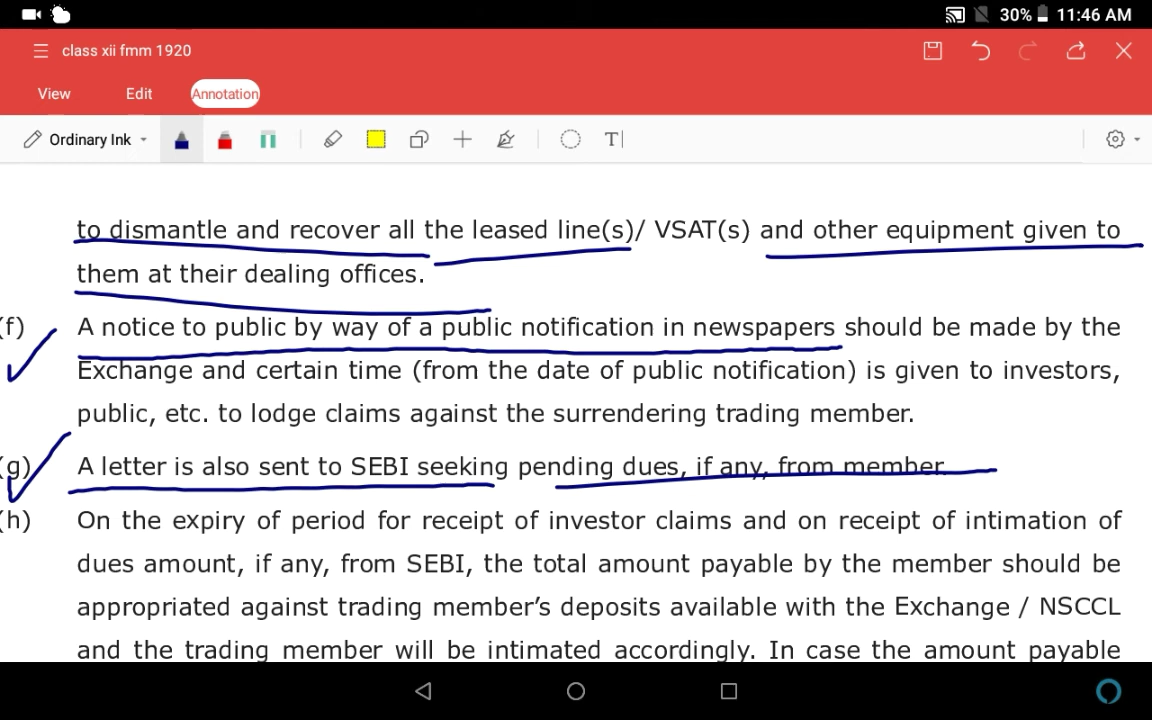 30% 11:46 AM
class xii fmm 1920
View Edit Annotation
Ordinary Ink T
to dismantle and recover all the leased line(s)/ VSAT(s) and other equipment given to
them at their dealing offices.
(f) A notice to public by way of a public notification in newspapers should be made by the
Exchange and certain time (from the date of public notification) is given to investors,
public, etc. to lodge claims against the surrendering trading member.
(g) A letter is also sent to SEBI seeking pending dues, if any, from member.
(h) On the expiry of period for receipt of investor claims and on receipt of intimation of
dues amount, if any, from SEBI, the total amount payable by the member should be
appropriated against trading member’s deposits available with the Exchange / NSCCL
and the trading member will be intimated accordingly. In case the amount payable